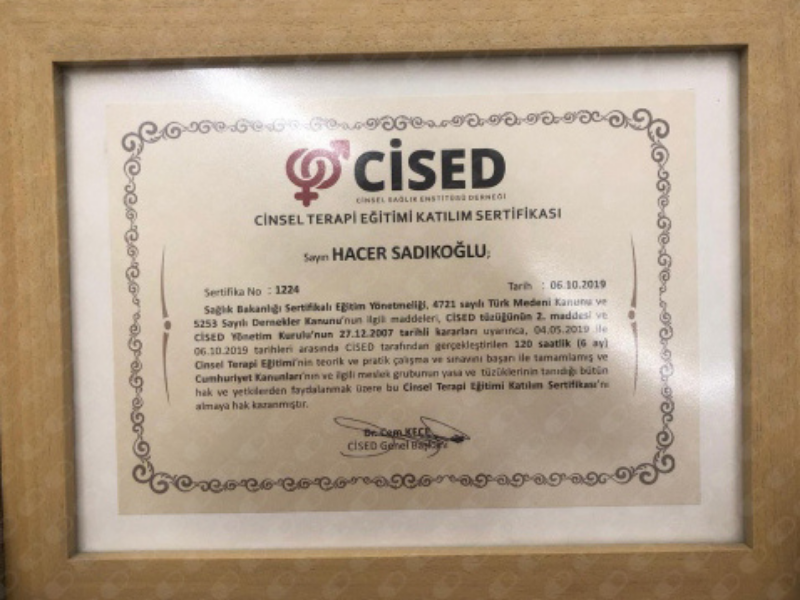 CİSED
CİNSEL SAĞLIK ENSTİTÜSÜ DERNEĞİ
CİNSEL TERAPİ EĞİTİMİ KATILIM SERTİFİKASI
Sayın HACER SADIKOĞLU;
Sertifika No : 1224 Tarih : 06.10.2019
Sağlık Bakanlığı Sertifikalı Eğitim Yönetmeliği, 4721 sayılı Türk Medeni Kanunu ve
5253 Sayılı Dernekler Kanunu'nun ilgili maddeleri, CİSED tüzüğünün 2. maddesi ve
CİSED Yönetim Kurulu'nun 27.12.2007 tarihli kararları uyarınca, 04.05.2019 ile
06.10.2019 tarihleri arasında CİSED tarafından gerçekleştirilen 120 saatlik (6 ay)
Cinsel Terapi Eğitimi'nin teorik ve pratik çalışma ve sınavını başarı ile tamamlamış ve
Cumhuriyet Kanunları'nın ve ilgili meslek grubunun yasa ve tüzüklerinin tanıdığı bütün
hak ve yetkilerden faydalanmak üzere bu Cinsel Terapi Eğitimi Katılım Sertifikası'nı
almaya hak kazanmıştır.
Dr. Cem KEÇE
CİSED Genel Başkanı